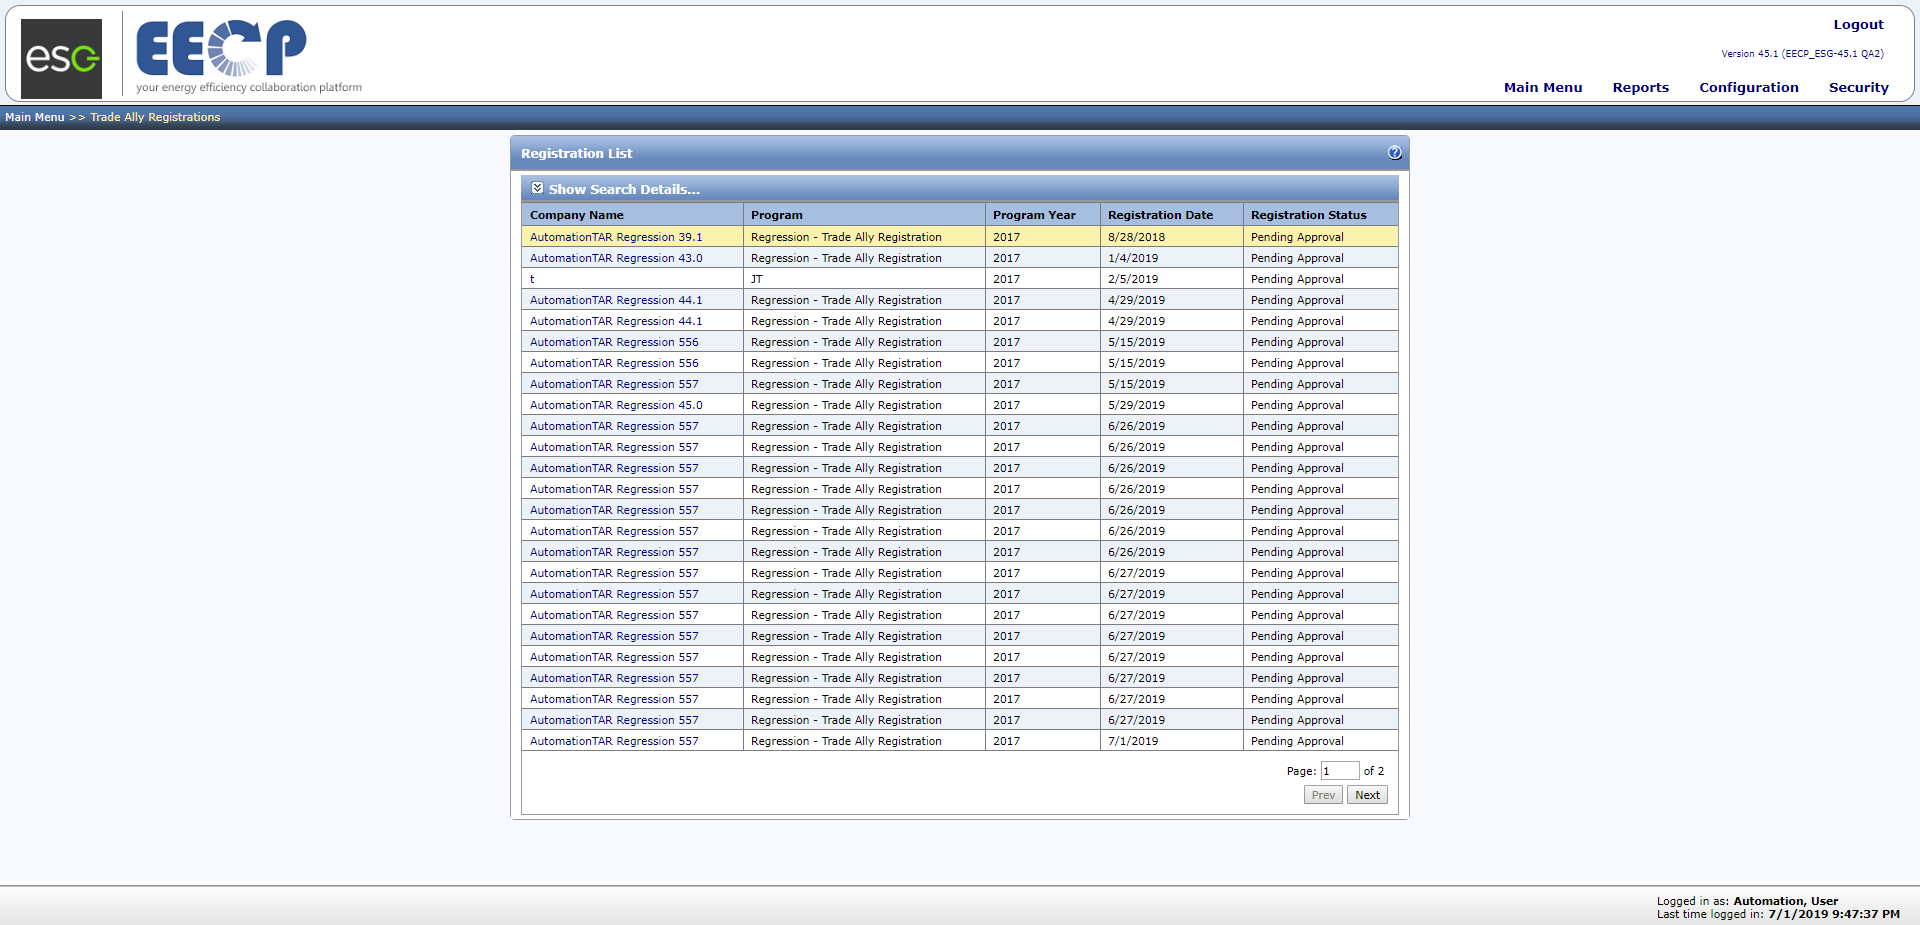 esc
EECP
your energy efficiency collaboration platform
Logout
Version 45.1 (EECP_ESG-45.1 QA2)
Main Menu Reports Configuration Security
Main Menu >> Trade Ally Registrations
Registration List
Show Search Details...
Company Name Program Program Year Registration Date Registration Status
AutomationTAR Regression 39.1 Regression - Trade Ally Registration 2017 8/28/2018 Pending Approval
AutomationTAR Regression 43.0 Regression - Trade Ally Registration 2017 1/4/2019 Pending Approval
t JT 2017 2/5/2019 Pending Approval
AutomationTAR Regression 44.1 Regression - Trade Ally Registration 2017 4/29/2019 Pending Approval
AutomationTAR Regression 44.1 Regression - Trade Ally Registration 2017 4/29/2019 Pending Approval
AutomationTAR Regression 556 Regression - Trade Ally Registration 2017 5/15/2019 Pending Approval
AutomationTAR Regression 556 Regression - Trade Ally Registration 2017 5/15/2019 Pending Approval
AutomationTAR Regression 557 Regression - Trade Ally Registration 2017 5/15/2019 Pending Approval
AutomationTAR Regression 45.0 Regression - Trade Ally Registration 2017 5/29/2019 Pending Approval
AutomationTAR Regression 557 Regression - Trade Ally Registration 2017 6/26/2019 Pending Approval
AutomationTAR Regression 557 Regression - Trade Ally Registration 2017 6/26/2019 Pending Approval
AutomationTAR Regression 557 Regression - Trade Ally Registration 2017 6/26/2019 Pending Approval
AutomationTAR Regression 557 Regression - Trade Ally Registration 2017 6/26/2019 Pending Approval
AutomationTAR Regression 557 Regression - Trade Ally Registration 2017 6/26/2019 Pending Approval
AutomationTAR Regression 557 Regression - Trade Ally Registration 2017 6/26/2019 Pending Approval
AutomationTAR Regression 557 Regression - Trade Ally Registration 2017 6/26/2019 Pending Approval
AutomationTAR Regression 557 Regression - Trade Ally Registration 2017 6/27/2019 Pending Approval
AutomationTAR Regression 557 Regression - Trade Ally Registration 2017 6/27/2019 Pending Approval
AutomationTAR Regression 557 Regression - Trade Ally Registration 2017 6/27/2019 Pending Approval
AutomationTAR Regression 557 Regression - Trade Ally Registration 2017 6/27/2019 Pending Approval
AutomationTAR Regression 557 Regression - Trade Ally Registration 2017 6/27/2019 Pending Approval
AutomationTAR Regression 557 Regression - Trade Ally Registration 2017 6/27/2019 Pending Approval
AutomationTAR Regression 557 Regression - Trade Ally Registration 2017 6/27/2019 Pending Approval
AutomationTAR Regression 557 Regression - Trade Ally Registration 2017 6/27/2019 Pending Approval
AutomationTAR Regression 557 Regression - Trade Ally Registration 2017 7/1/2019 Pending Approval
Page: 1 of 2
Prev Next
Logged in as: Automation, User
Last time logged in: 7/1/2019 9:47:37 PM